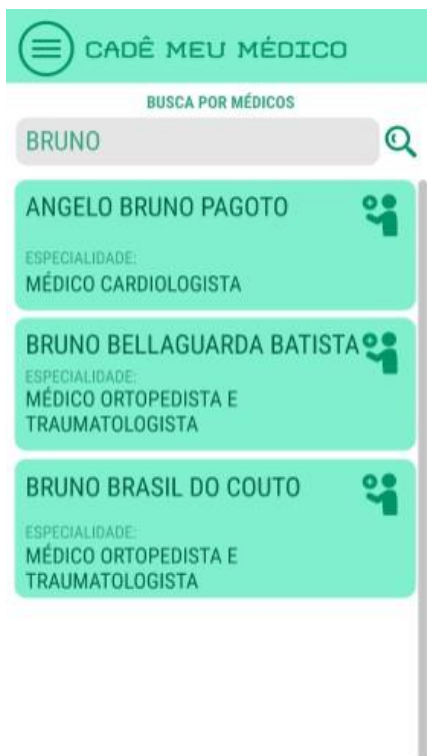 CADÊ MEU MÉDICO
BUSCA POR MÉDICOS
BRUNO
ANGELO BRUNO PAGOTO
ESPECIALIDADE:
MÉDICO CARDIOLOGISTA
BRUNO BELLAGUARDA BATISTA
ESPECIALIDADE:
MÉDICO ORTOPEDISTA E
TRAUMATOLOGISTA
BRUNO BRASIL DO COUTO
ESPECIALIDADE:
MÉDICO ORTOPEDISTA E
TRAUMATOLOGISTA